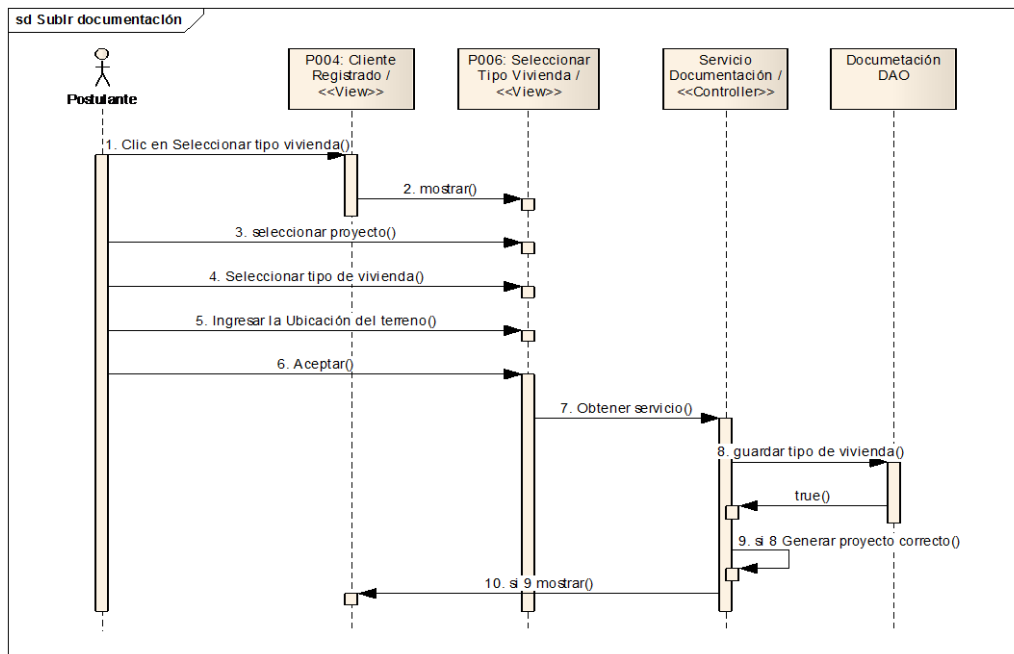 sd Subir documentación
P004: Cliente
Registrado /
<<View>>
P006: Seleccionar
Tipo Vivienda /
<<View>>
Servicio
Documentación /
<<Controller>>
Documetación
DAO
Postulante
1. Clic en Seleccionar tipo vivienda()
2. mostrar()
3. seleccionar proyecto()
4. Seleccionar tipo de vivienda()
5. Ingresar la Ubicación del terreno()
6. Aceptar()
7. Obtener servicio()
8. guardar tipo de vivienda()
true()
9. si 8 Generar proyecto correcto()
10. si 9 mostrar()